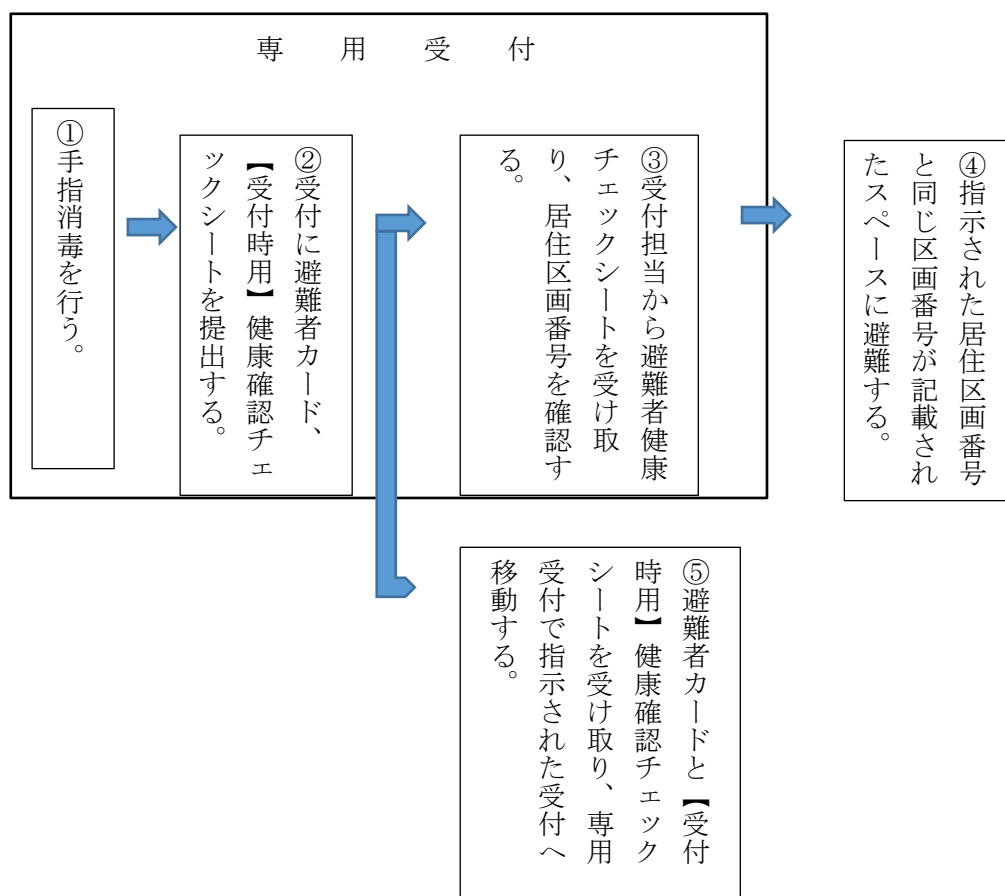 専用受付
①手指消毒を行う。
②受付に避難者カード、
【受付時用】健康確認チェ
ックシートを提出する。
③受付担当から避難者健康
チェックシートを受け取
り、居住区画番号を確認す
る。
④指示された居住区画番号
と同じ区画番号が記載され
たスペースに避難する。
⑤避難者カードと【受付
時用】健康確認チェック
シートを受け取り、専用
受付で指示された受付へ
移動する。